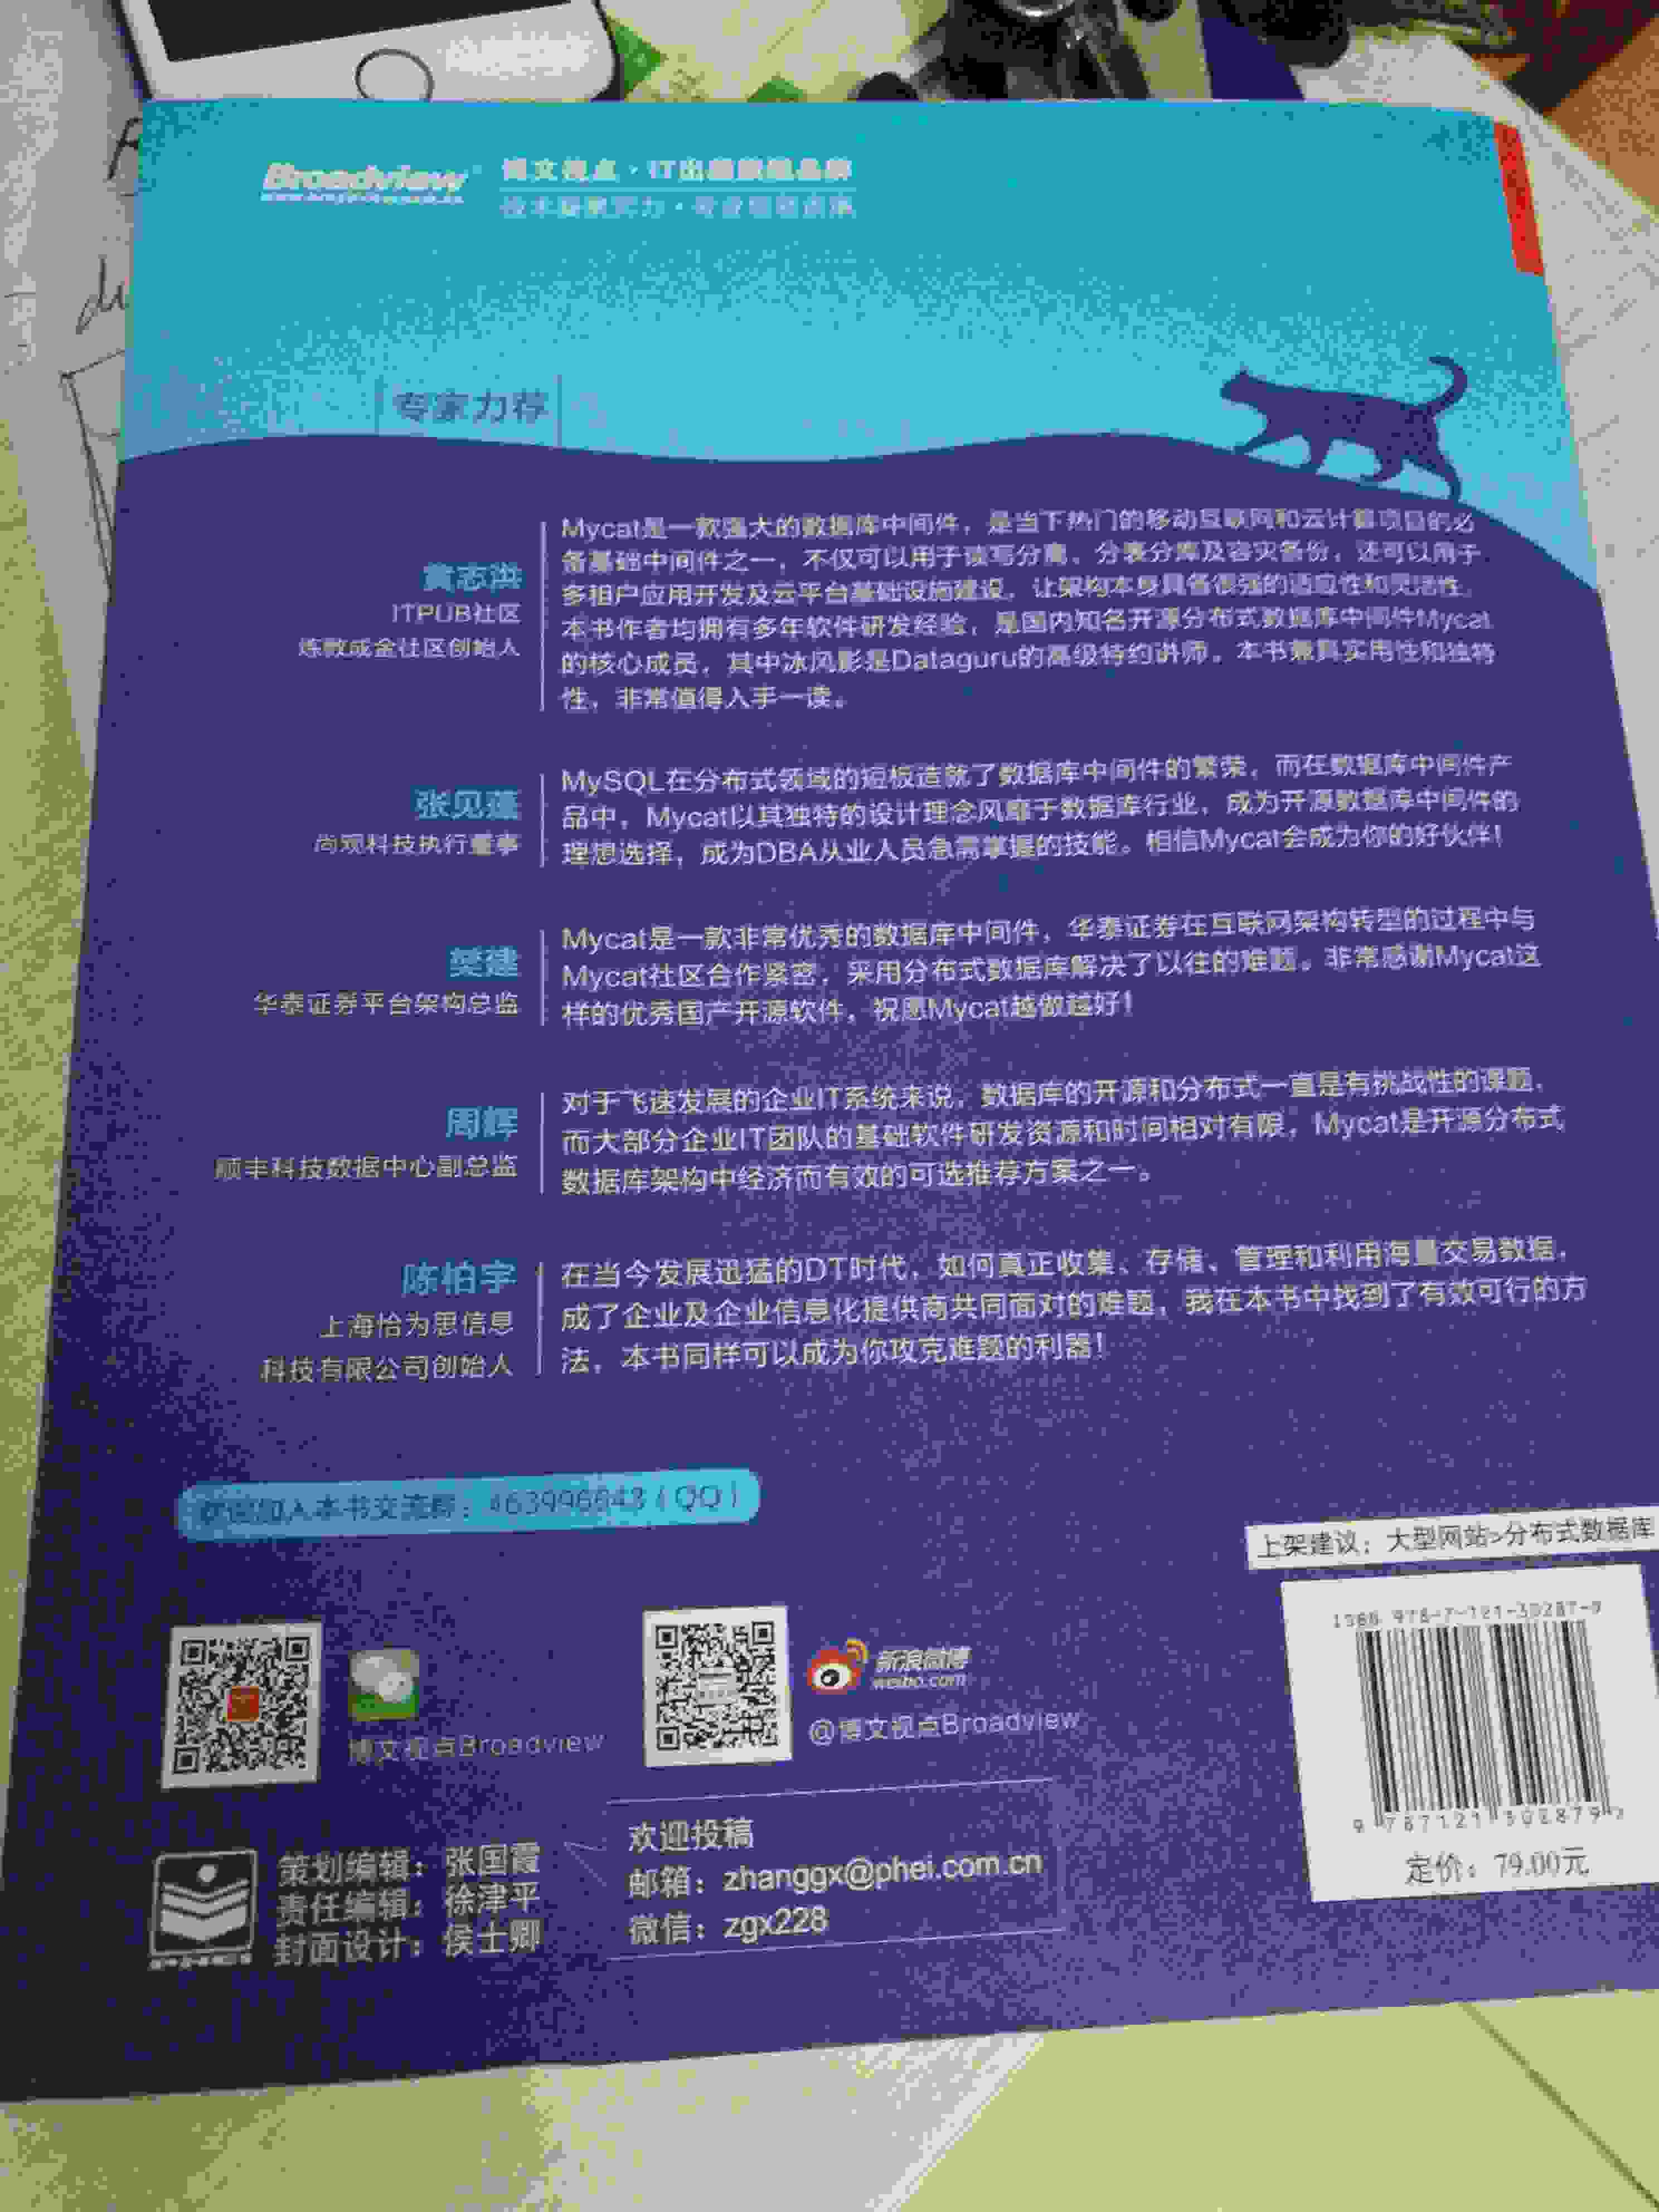 Broadview
博文视点·IT出版旗舰品牌
专家力荐
黄志洪
ITPUB社区
炼数成金社区创始人
Mycat是一款强大的数据库中间件，是当下热门的移动互联网和云计算项目的必
备基础中间件之一，不仅可以用于读写分离、分表分库及容灾备份，还可以用于
多租户应用开发及云平台基础设施建设，让架构本身具备很强的适应性和灵活性。
本书作者均拥有多年软件研发经验，是国内知名开源分布式数据库中间件Mycat
的核心成员，其中冰风影是Dataguru的高级特约讲师。本书兼具实用性和独特
性，非常值得入手一读。
尚观科技执行董事
MySQL在分布式领域的短板造就了数据库中间件的繁荣，而在数据库中间件产
品中，Mycat以其独特的设计理念风靡于数据库行业，成为开源数据库中间件的
理想选择，成为DBA从业人员急需掌握的技能。相信Mycat会成为你的好伙伴！
樊建
华泰证券平台架构总监
Mycat是一款非常优秀的数据库中间件，华泰证券在互联网架构转型的过程中与
Mycat社区合作紧密，采用分布式数据库解决了以往的难题。非常感谢Mycat这
样的优秀国产开源软件，祝愿Mycat越做越好！
周辉
顺丰科技数据中心副总监
对于飞速发展的企业IT系统来说，数据库的开源和分布式一直是有挑战性的课题，
而大部分企业IT团队的基础软件研发资源和时间相对有限，Mycat是开源分布式
数据库架构中经济而有效的可选推荐方案之一。
陈柏宇
上海恰为思信息
科技有限公司创始人
在当今发展迅猛的DT时代，如何真正收集、存储、管理和利用海量交易数据，
成了企业及企业信息化提供商共同面对的难题，我在本书中找到了有效可行的方
法，本书同样可以成为你攻克难题的利器！
加入本书交流群：（QQ）
上架建议：大型网站>分布式数据库
ISBN 978-7-121-30287-9
9 787121 302879
定价：79.00元
博文视点Broadview
新浪微博
weibo.com
@博文视点Broadview
策划编辑：张国霞
责任编辑：徐津平
封面设计：侯士卿
欢迎投稿
邮箱：zhanggx@phei.com.cn
微信：zgx228